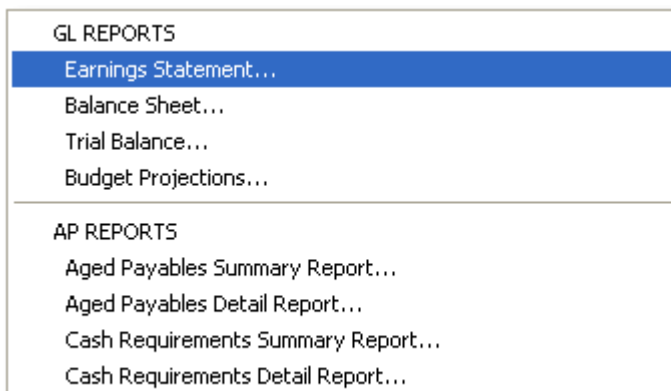 GL REPORTS
Earnings Statement...
Balance Sheet...
Trial Balance...
Budget Projections...
AP REPORTS
Aged Payables Summary Report...
Aged Payables Detail Report...
Cash Requirements Summary Report...
Cash Requirements Detail Report...